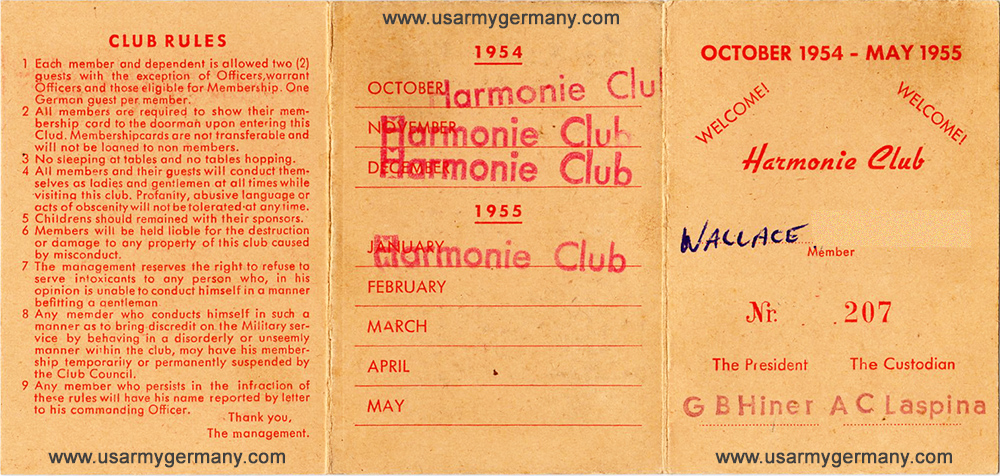 www.usarmygermany.com
CLUB RULES
1 Each member and dependent is allowed two (2)
guests with the exception of Officers,warrant
Officers and those eligible for Membership. One
German guest per member.
2 All members are required to show their mem-
bership card to the doorman upon entering this
Clud. Membershipcards are not transferable and
will not be loaned to non members.
3 No sleeping at tables and no tables hopping.
4 All members and their guests will conduct them-
selves as ladies and gentlemen at all times while
visiting this club. Profanity, abusive language or
acts of obscenity will not be tolerated-at any time.
5 Childrens should remained with their sponsors.
6 Members will be held lioble for the destruction
or damage to any property of this club caused
by misconduct.
7 The management reserves the right to refuse to
serve intoxicants to any person who, in his
opinion is unable to conduct himself in a manner
befitting a gentleman
8 Any memder who conducts himself in such a
manner as to bring discredit on the Military ser-
vice by behaving in a disorderly or unseemly
manner within the club, may have his member-
ship temporarily or permanently suspended by
the Club Council.
9 Any member who persists in the infraction of
these rules will have his name reported by letter
to his commanding Officer.
Thank you,
The management.
1954
OCTOBER Harmonie Clu
NOVEMBER Harmonie Club
DECEMBER Harmonie Club
1955
JANUARY Harmonie Club
FEBRUARY
MARCH
APRIL
MAY
OCTOBER 1954 - MAY 1955
WELCOME! WELCOME!
Harmonie Club
WALLACE
Member
Nr. 207
The President The Custodian
G B Hiner A C Laspina
www.usarmygermany.com www.usarmygermany.com